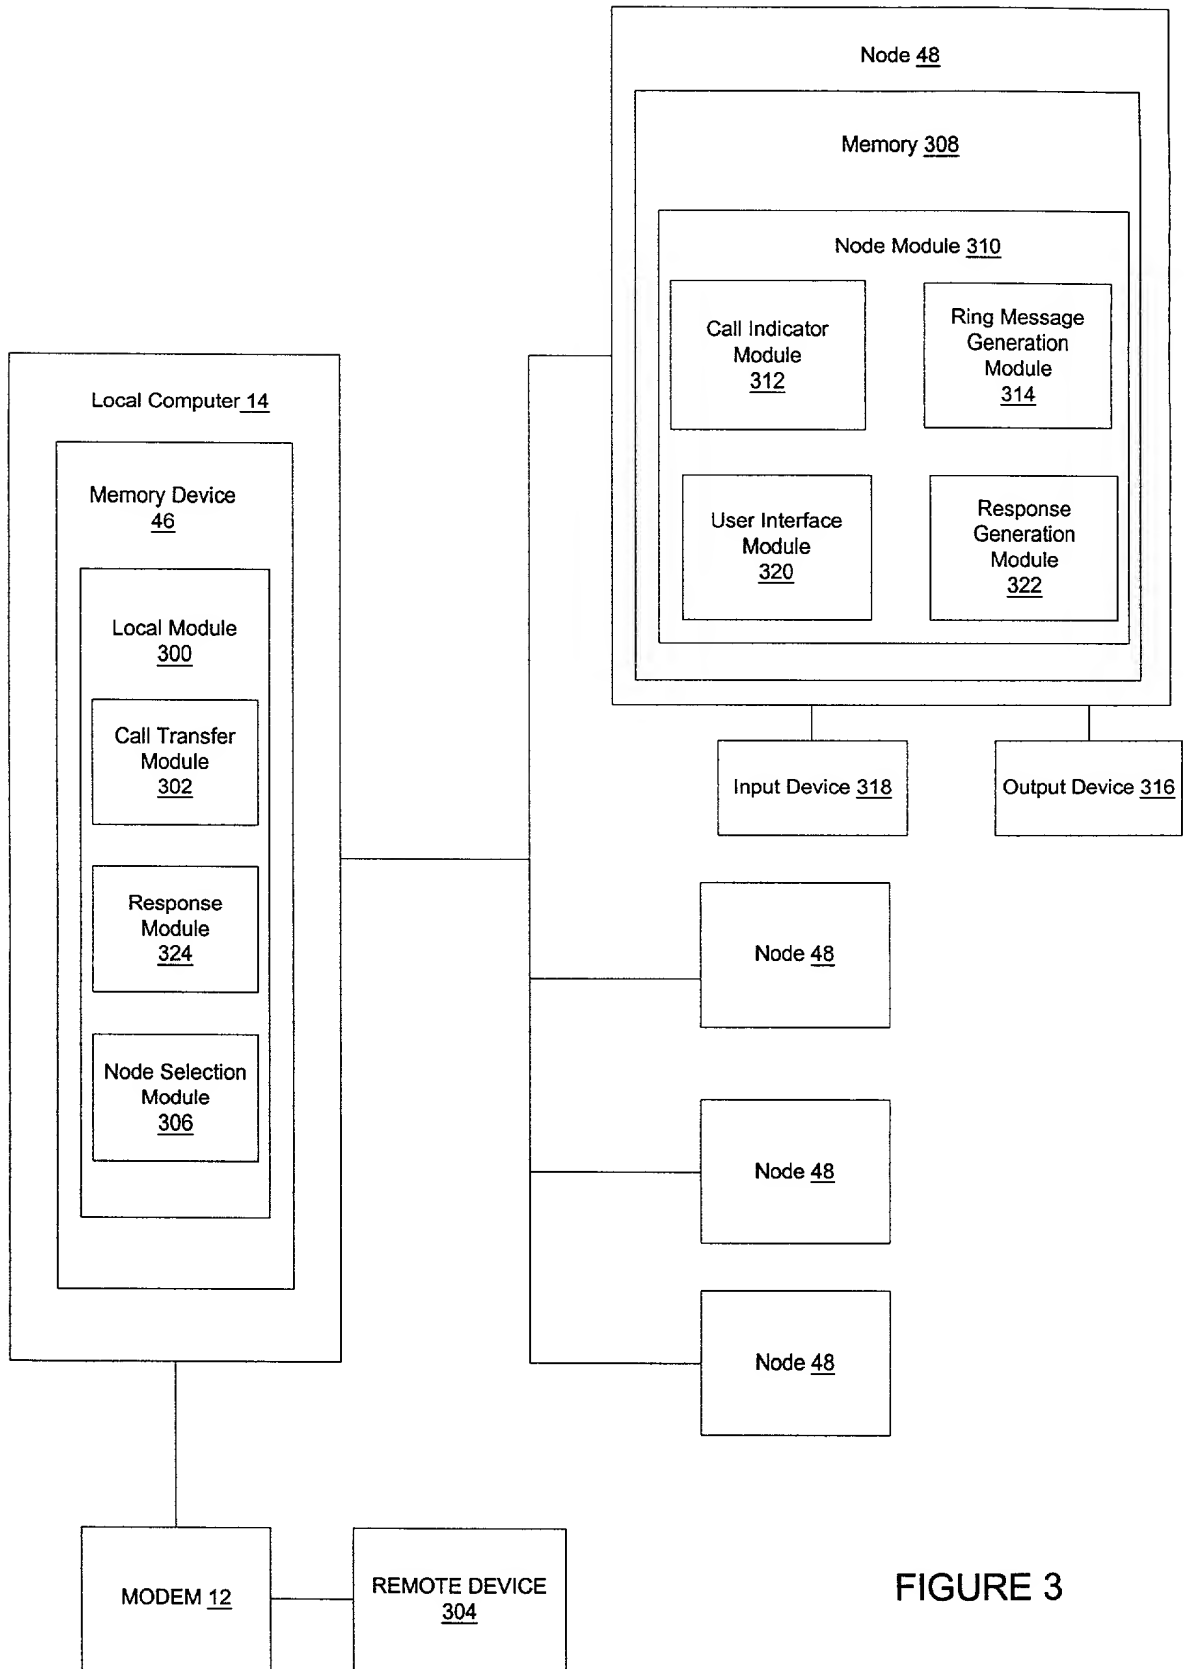 Node 48
Memory 308
Node Module 310
Call Indicator
Module
312
Ring Message
Generation
Module
314
User Interface
Module
320
Response
Generation
Module
322
Input Device 318
Output Device 316
Local Computer 14
Memory Device
46
Local Module
300
Call Transfer
Module
302
Response
Module
324
Node Selection
Module
306
Node 48
Node 48
Node 48
MODEM 12
REMOTE DEVICE
304
FIGURE 3